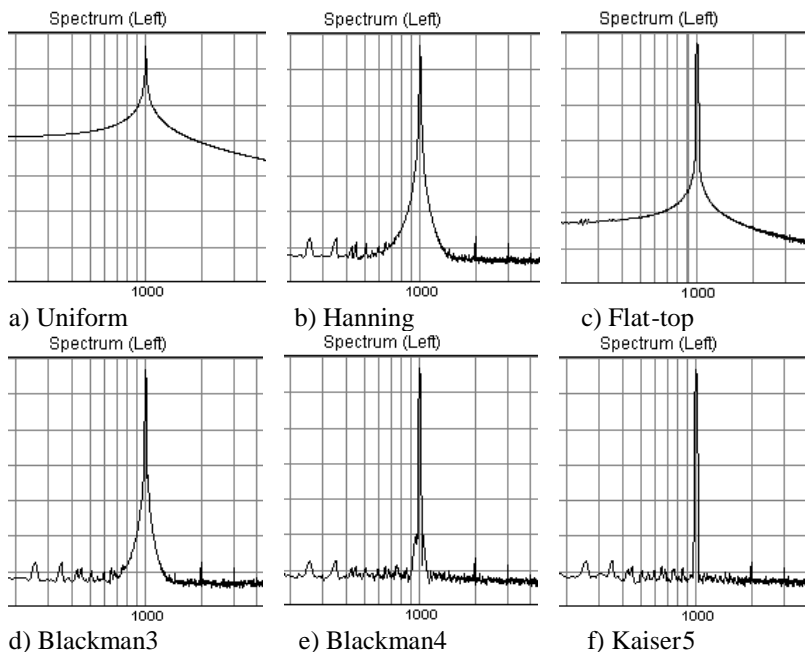 Spectrum (Left)
Spectrum (Left)
Spectrum (Left)
1000
1000
1000
a) Uniform
b) Hanning
c) Flat-top
Spectrum (Left)
Spectrum (Left)
Spectrum (Left)
1000
1000
1000
d) Blackman3
e) Blackman4
f) Kaiser5